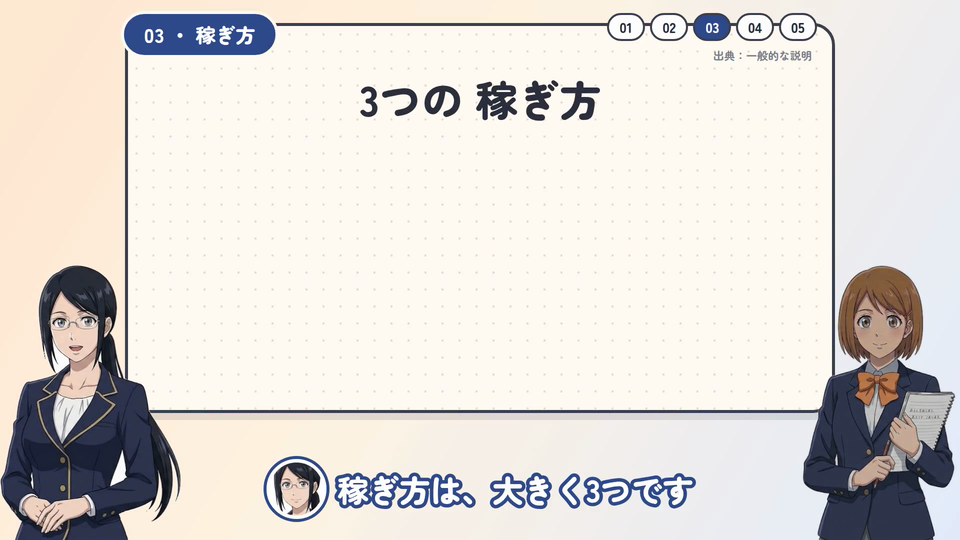 03 ・ 稼ぎ方
01 02 03 04 05
出典：一般的な説明
3つの 稼ぎ方
稼ぎ方は、大きく3つです